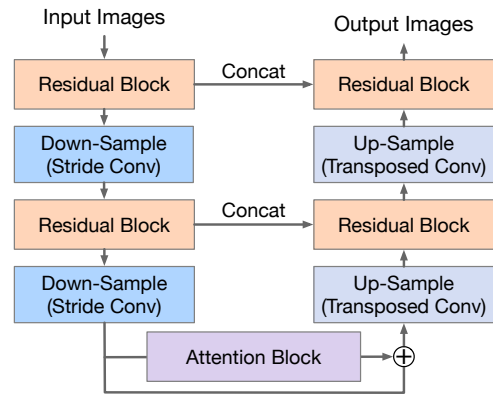 Input Images
Output Images
Residual Block
Concat
Residual Block
Down-Sample
(Stride Conv)
Up-Sample
(Transposed Conv)
Residual Block
Concat
Residual Block
Down-Sample
(Stride Conv)
Up-Sample
(Transposed Conv)
Attention Block